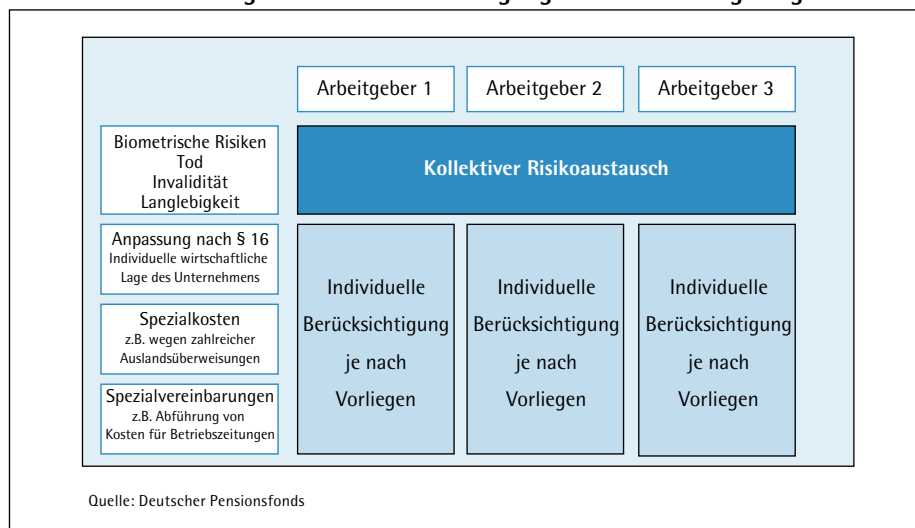 Arbeitgeber 1
Arbeitgeber 2
Arbeitgeber 3
Biometrische Risiken
Tod
Invalidität
Langlebigkeit
Kollektiver Risikoaustausch
Anpassung nach § 16
Individuelle wirtschaftliche
Lage des Unternehmens
Spezialkosten
z.B. wegen zahlreicher
Auslandsüberweisungen
Spezialvereinbarungen
z.B. Abführung von
Kosten für Betriebszeitungen
Individuelle
Berücksichtigung
je nach
Vorliegen
Individuelle
Berücksichtigung
je nach
Vorliegen
Individuelle
Berücksichtigung
je nach
Vorliegen
Quelle: Deutscher Pensionsfonds